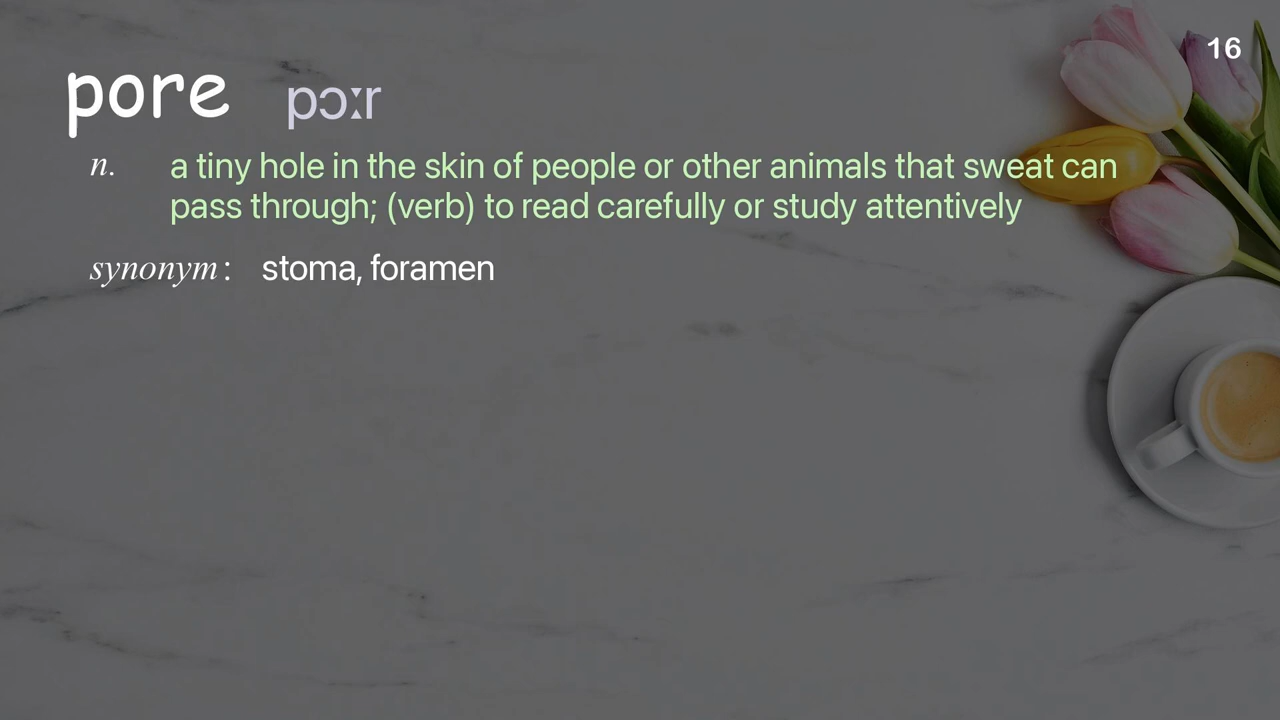 16
pore pɔːr
n. a tiny hole in the skin of people or other animals that sweat can
pass through; (verb) to read carefully or study attentively
synonym : stoma, foramen